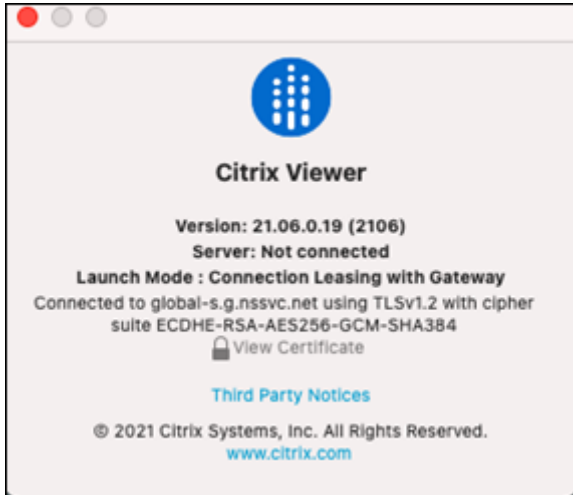 Citrix Viewer
Version: 21.06.0.19 (2106)
Server: Not connected
Launch Mode : Connection Leasing with Gateway
Connected to global-s.g.nssvc.net using TLSv1.2 with cipher
suite ECDHE-RSA-AES256-GCM-SHA384
View Certificate
Third Party Notices
© 2021 Citrix Systems, Inc. All Rights Reserved.
www.citrix.com